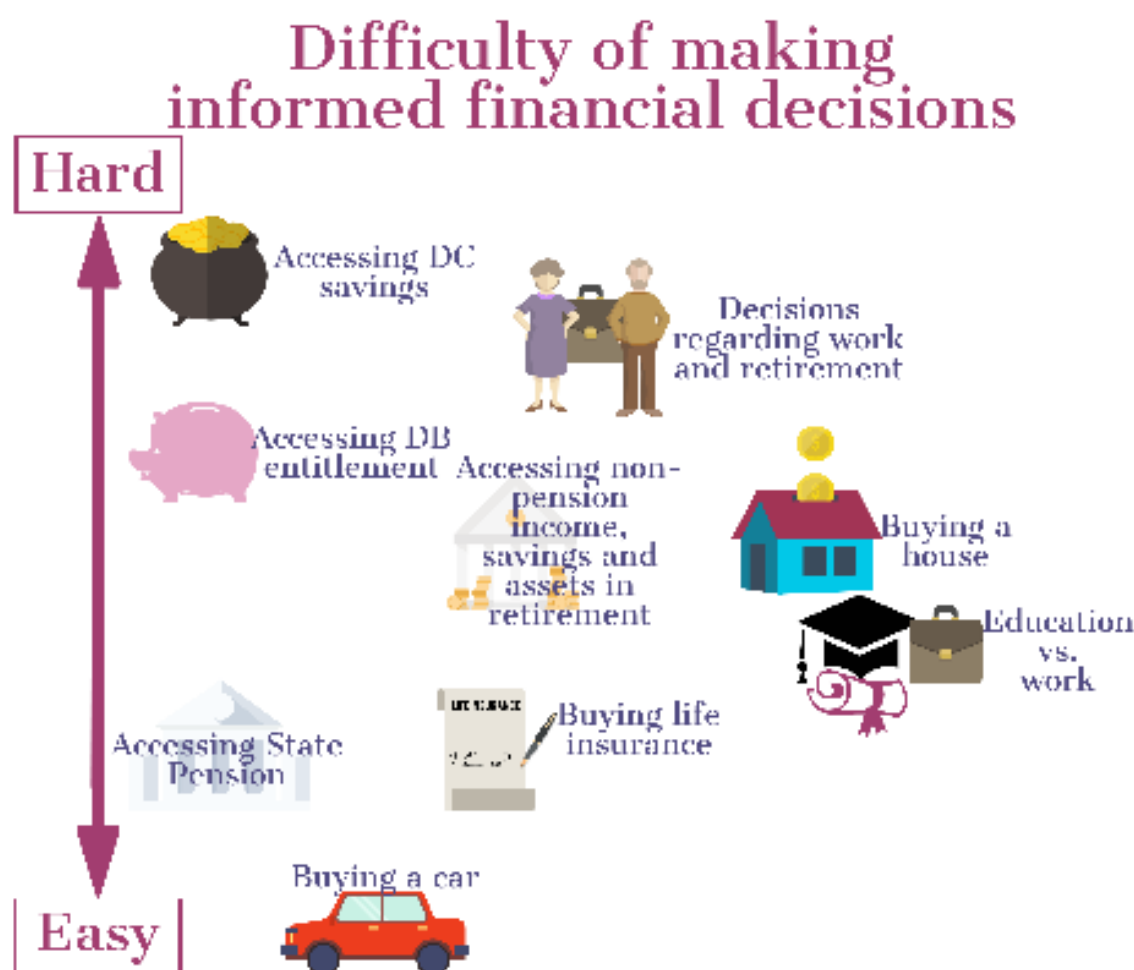 Difficulty of making
informed financial decisions
Hard
Accessing DC
savings
Decisions
regarding work
and retirement
Accessing DB
entitlement
Accessing non-
pension
income,
savings and
assets in
retirement
Buying a
house
Education
vs.
work
Accessing State
Pension
LIFE INSURANCE
Buying life
insurance
Buying a car
Easy